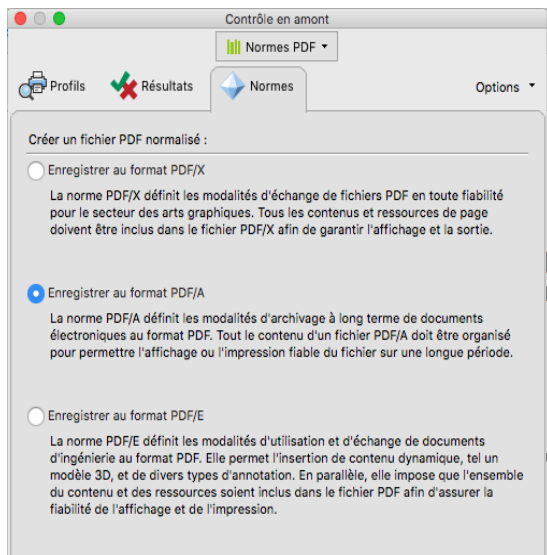 Contrôle en amont
Normes PDF
Profils
Résultats
Normes
Options
Créer un fichier PDF normalisé :
Enregistrer au format PDF/X
La norme PDF/X définit les modalités d'échange de fichiers PDF en toute fiabilité
pour le secteur des arts graphiques. Tous les contenus et ressources de page
doivent être inclus dans le fichier PDF/X afin de garantir l'affichage et la sortie.
Enregistrer au format PDF/A
La norme PDF/A définit les modalités d'archivage à long terme de documents
électroniques au format PDF. Tout le contenu d'un fichier PDF/A doit être organisé
pour permettre l'affichage ou l'impression fiable du fichier sur une longue période.
Enregistrer au format PDF/E
La norme PDF/E définit les modalités d'utilisation et d'échange de documents
d'ingénierie au format PDF. Elle permet l'insertion de contenu dynamique, tel un
modèle 3D, et de divers types d'annotation. En parallèle, elle impose que l'ensemble
du contenu et des ressources soient inclus dans le fichier PDF afin d'assurer la
fiabilité de l'affichage et de l'impression.